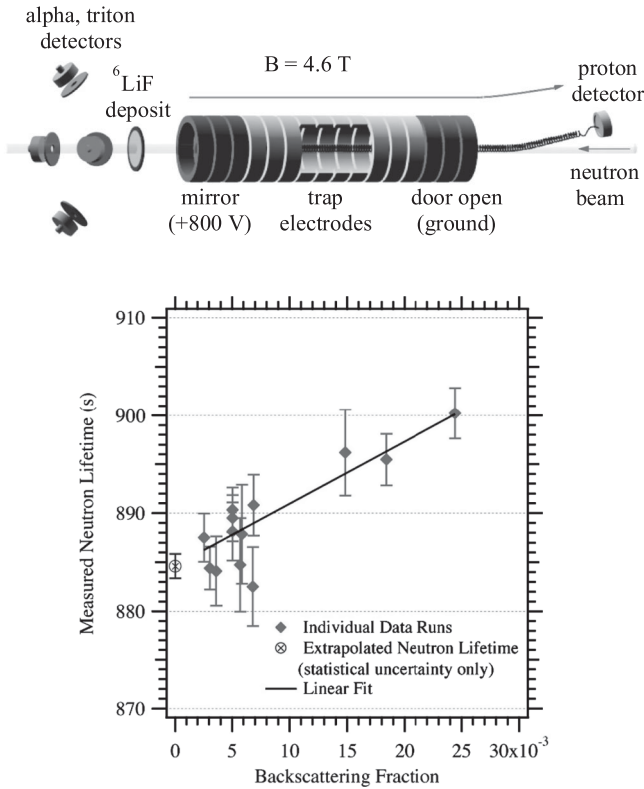 alpha, triton
detectors
⁶LiF
deposit
B = 4.6 T
proton
detector
mirror
(+800 V)
trap
electrodes
door open
(ground)
neutron
beam
910
900
890
880
870
Measured Neutron Lifetime (s)
Individual Data Runs
Extrapolated Neutron Lifetime
(statistical uncertainty only)
Linear Fit
0 5 10 15 20 25 30x10⁻³
Backscattering Fraction